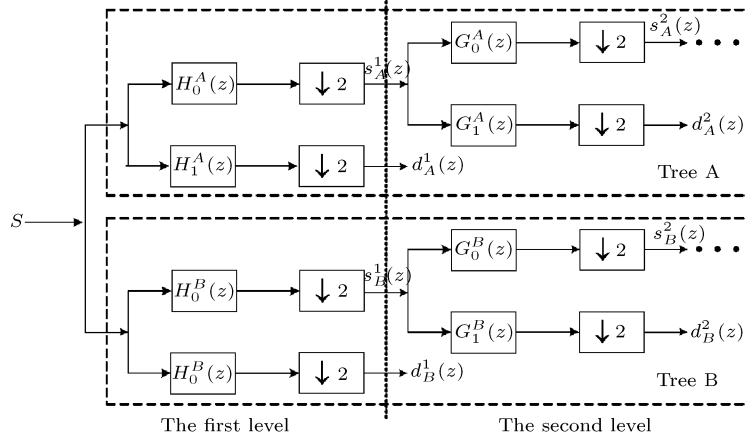 G_0^A(z) ↓ 2 s_A^2(z) • • •
H_0^A(z) ↓ 2 s_A^1(z)
G_1^A(z) ↓ 2 d_A^2(z)
H_1^A(z) ↓ 2 d_A^1(z)
Tree A
S
G_0^B(z) ↓ 2 s_B^2(z) • • •
H_0^B(z) ↓ 2 s_B^1(z)
G_1^B(z) ↓ 2 d_B^2(z)
H_0^B(z) ↓ 2 d_B^1(z)
Tree B
The first level
The second level